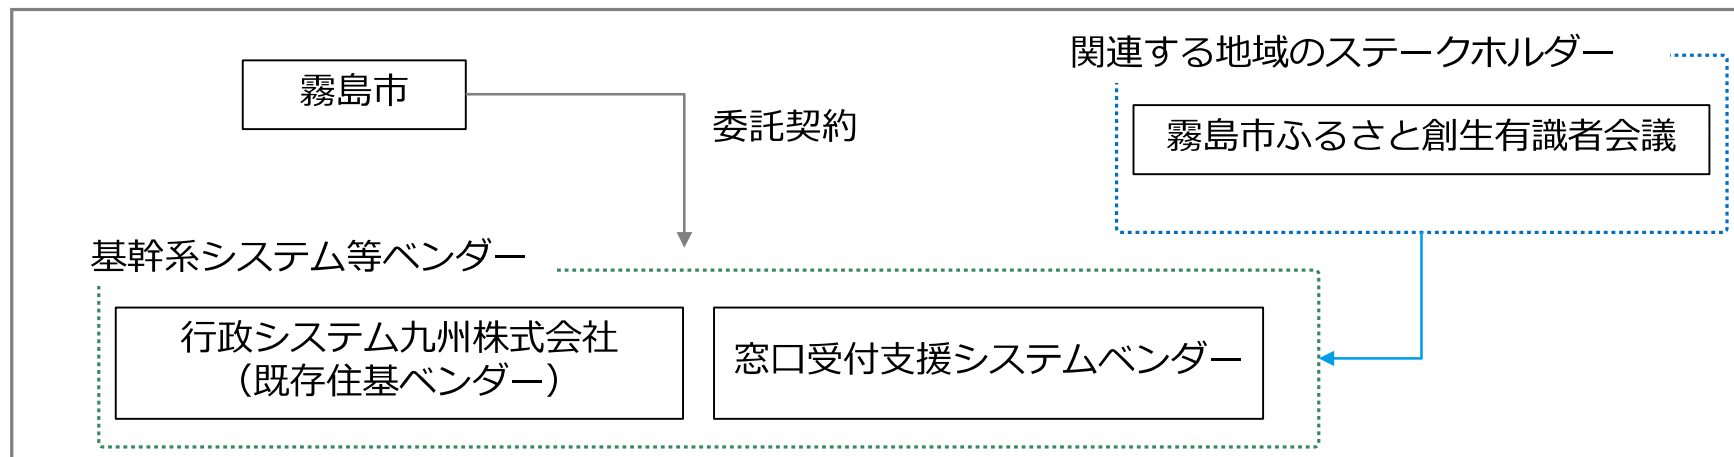 関連する地域のステークホルダー
霧島市
委託契約
霧島市ふるさと創生有識者会議
基幹系システム等ベンダー
行政システム九州株式会社
（既存住基ベンダー）
窓口受付支援システムベンダー